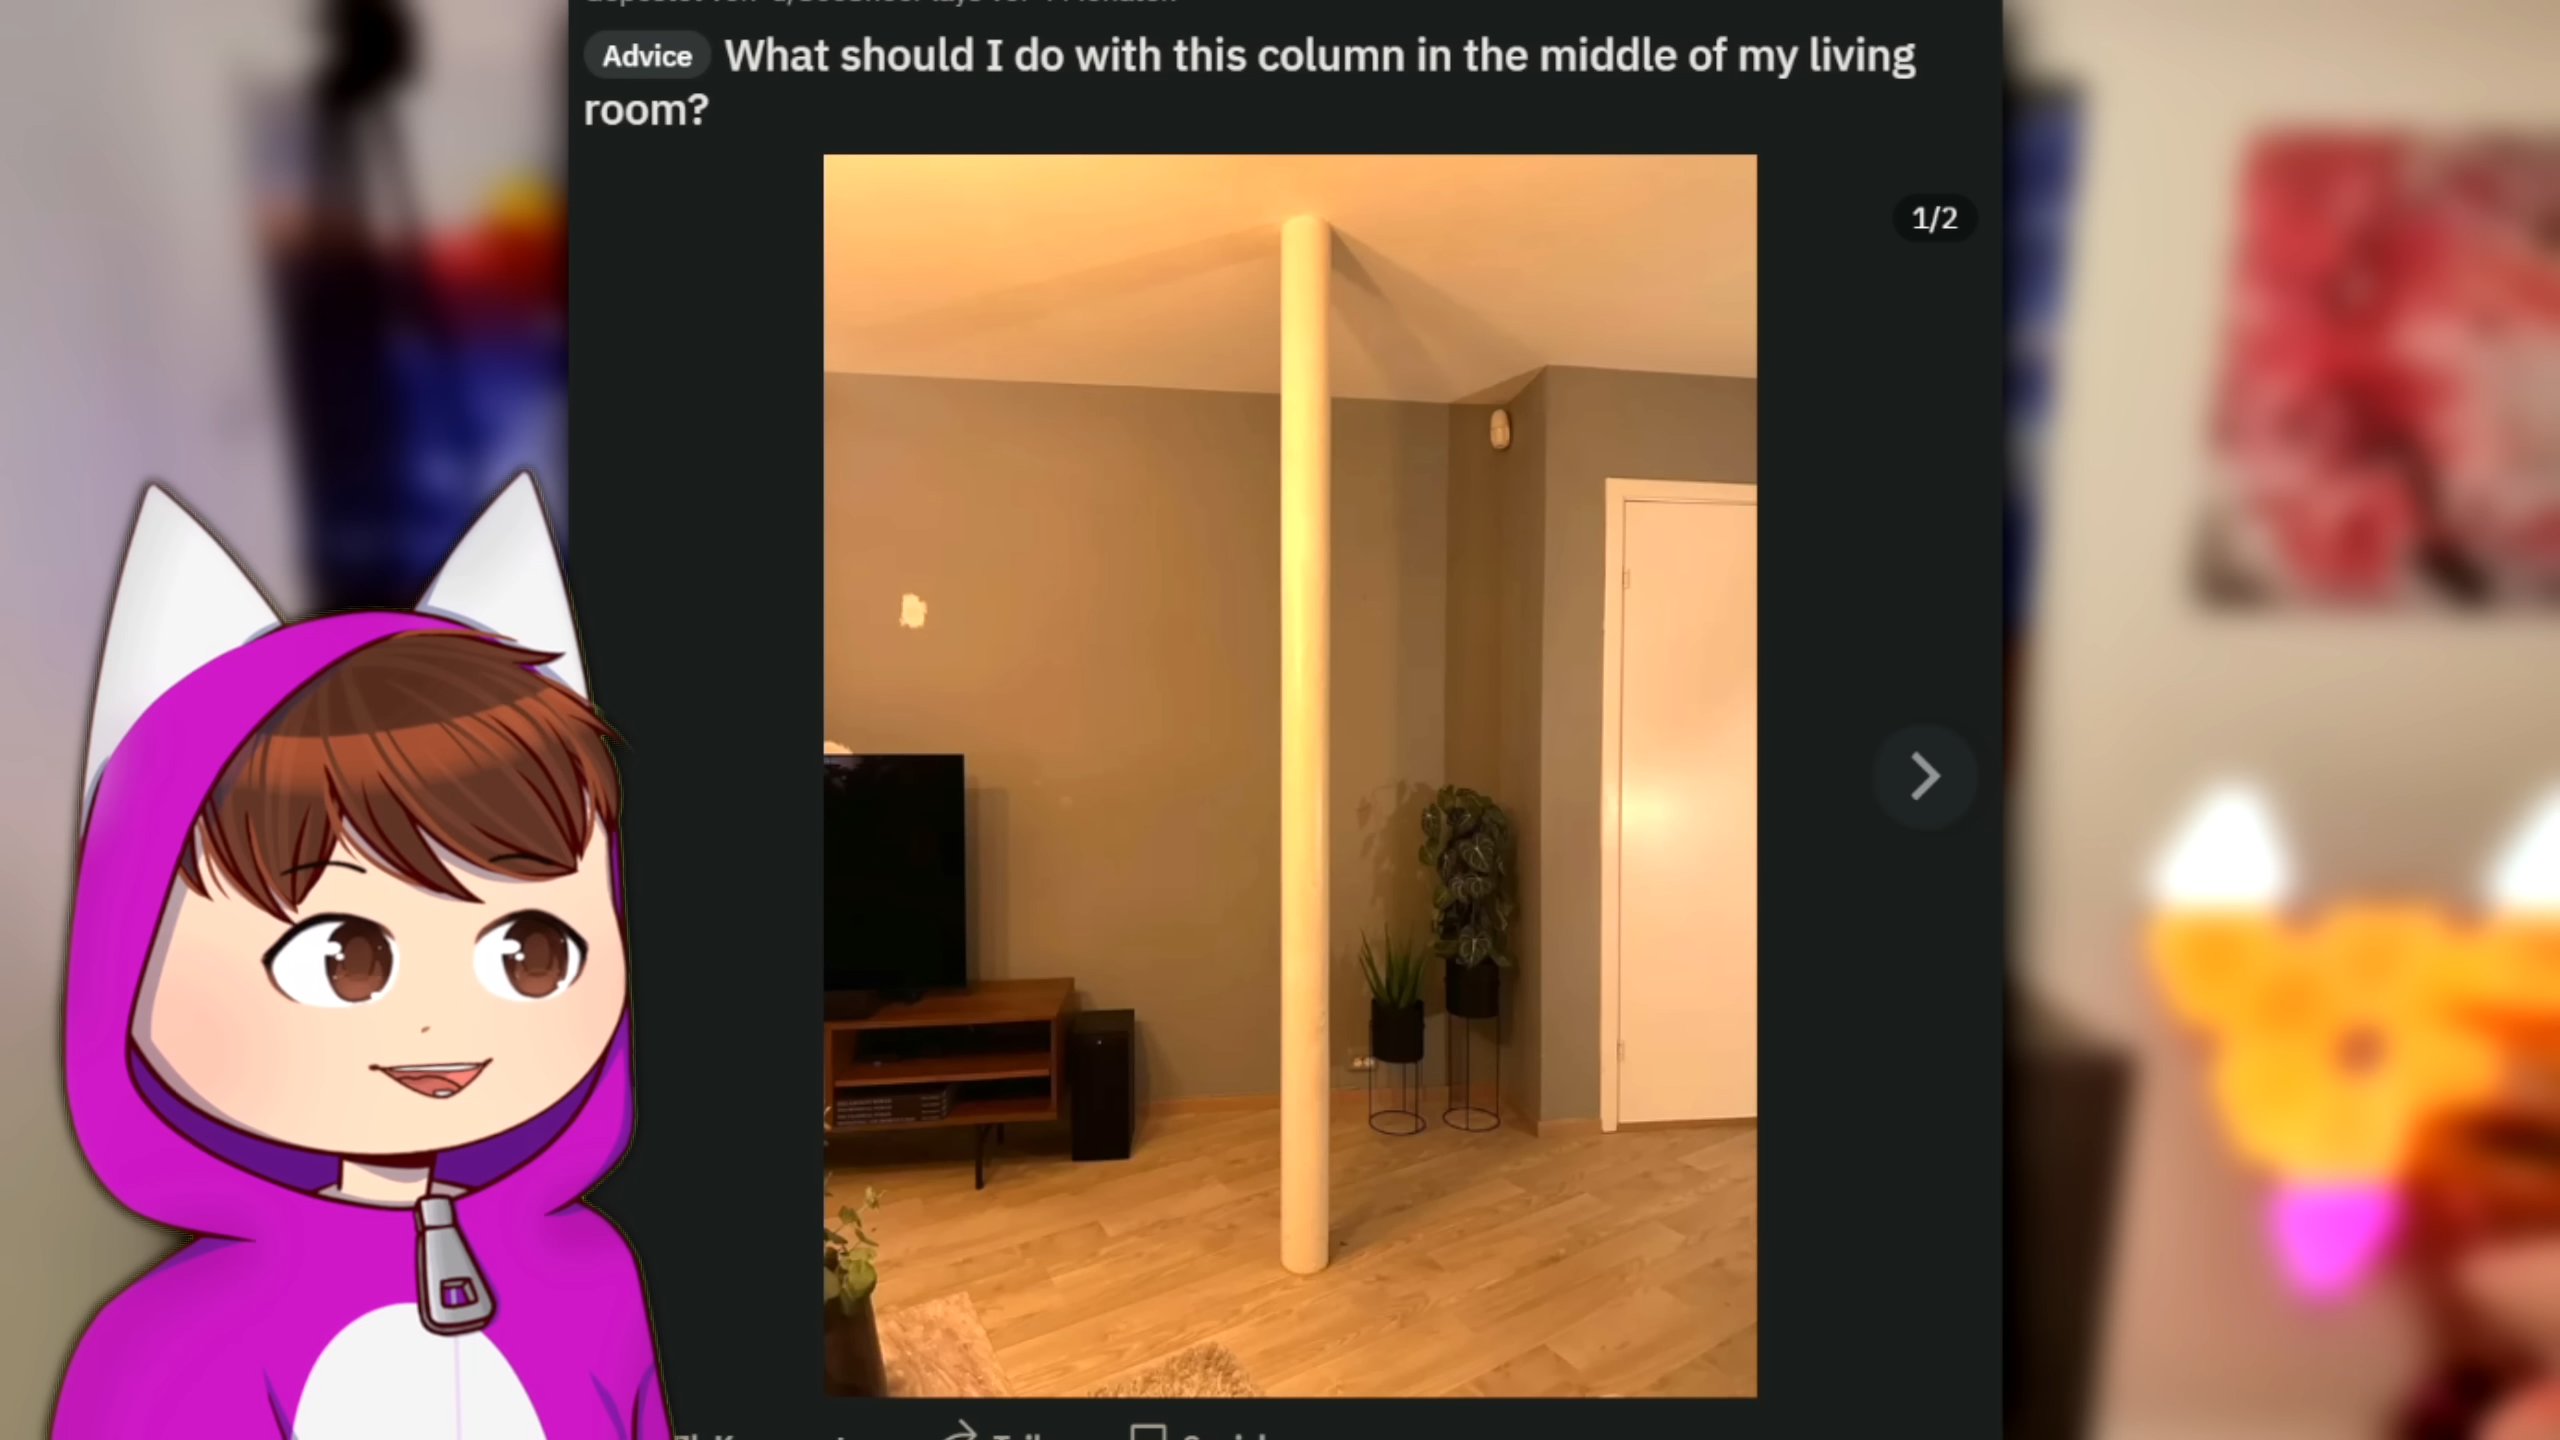 Advice What should I do with this column in the middle of my living
room?
1/2